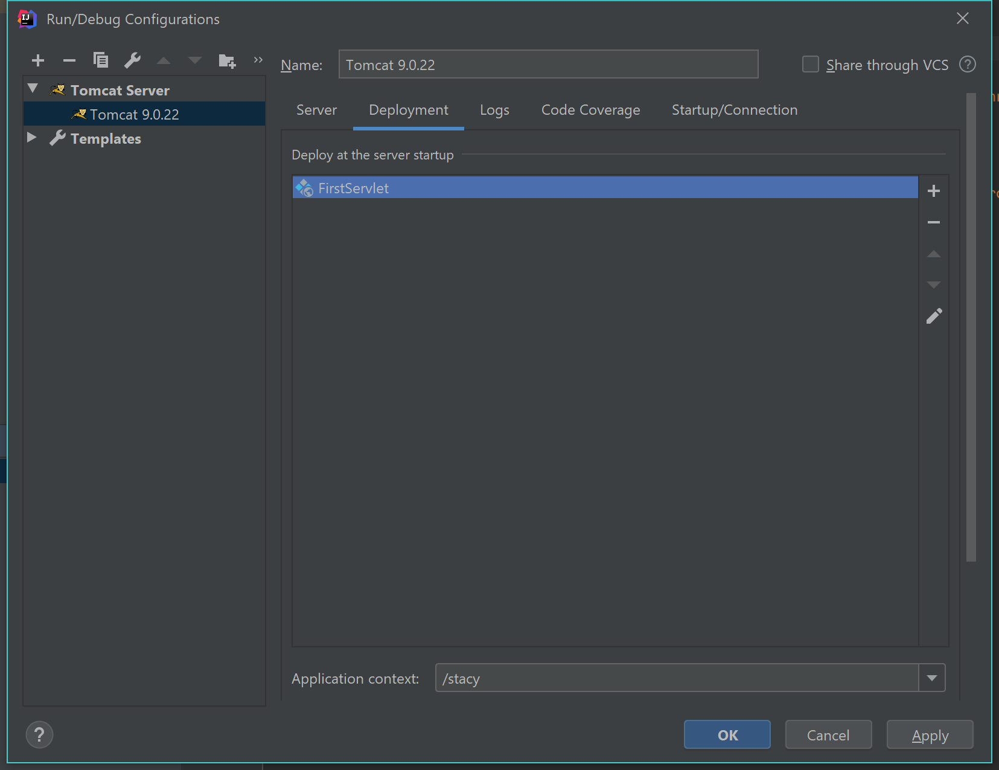 Run/Debug Configurations
Name:
Tomcat 9.0.22
Share through VCS
Tomcat Server
Tomcat 9.0.22
Templates
Server Deployment Logs Code Coverage Startup/Connection
Deploy at the server startup
FirstServlet
Application context:
/stacy
OK Cancel Apply